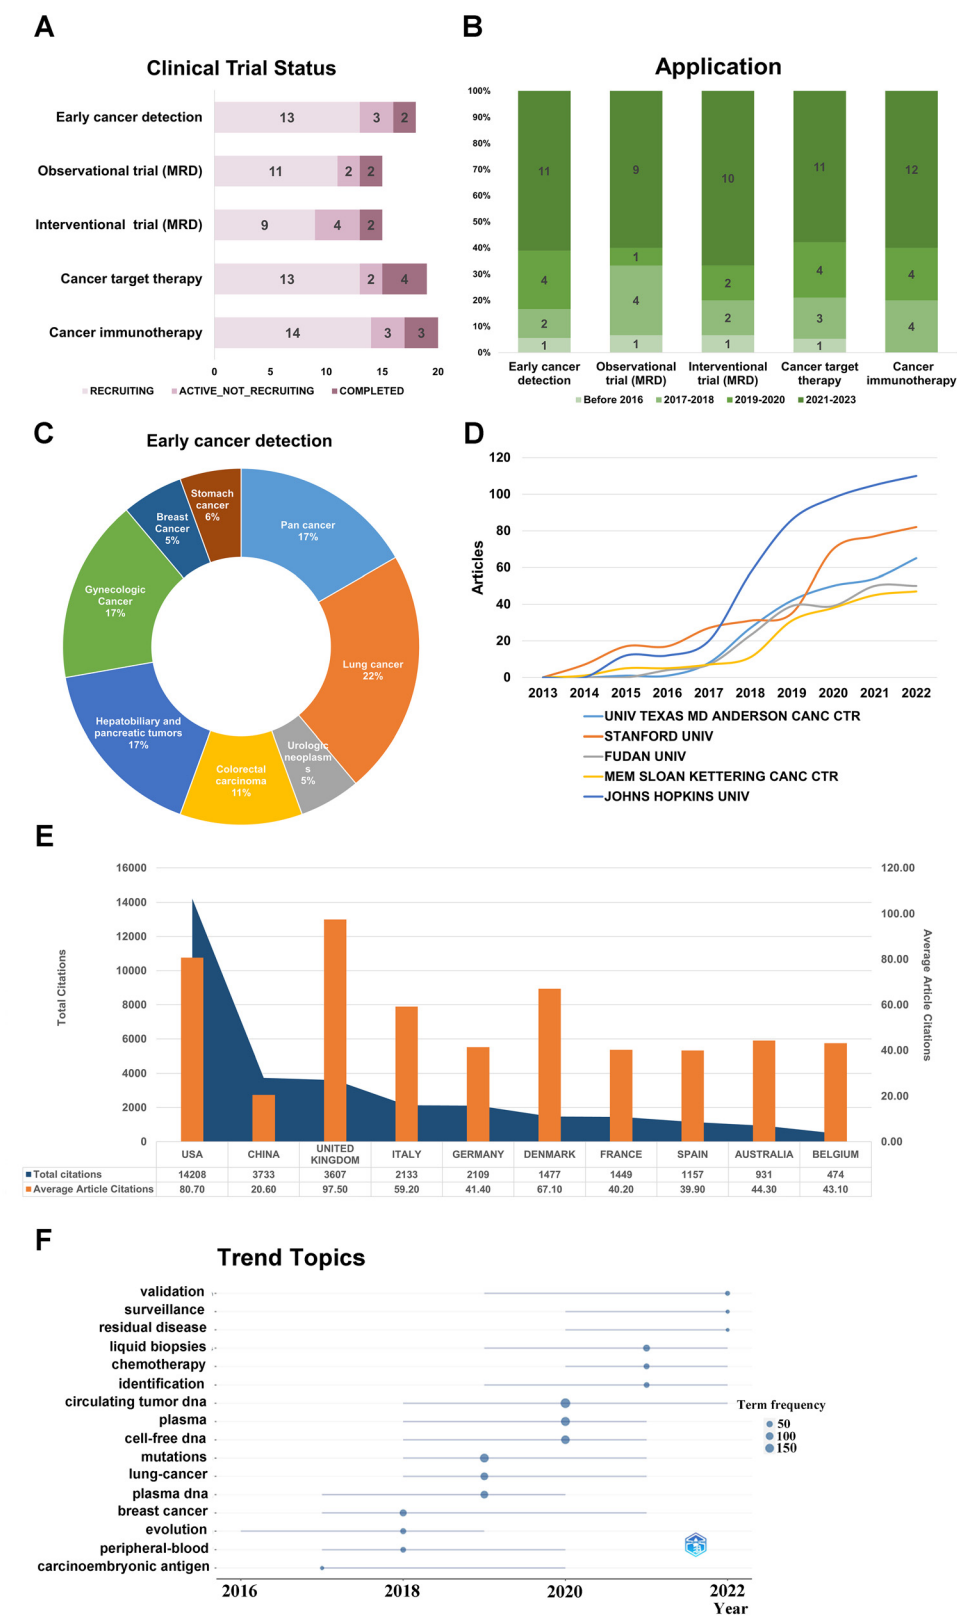 A
Clinical Trial Status
Early cancer detection
13
3
2
Observational trial (MRD)
11
2
2
Interventional trial (MRD)
9
4
2
Cancer target therapy
13
2
4
Cancer immunotherapy
14
3
3
0
5
10
15
20
RECRUITING
ACTIVE_NOT_RECRUITING
COMPLETED
B
Application
100%
90%
80%
70%
60%
50%
40%
30%
20%
10%
0%
11
4
2
1
9
1
4
1
10
2
2
1
11
4
3
1
12
4
4
Early cancer
detection
Observational
trial (MRD)
Interventional
trial (MRD)
Cancer target
therapy
Cancer
immunotherapy
Before 2016
2017-2018
2019-2020
2021-2023
C
Early cancer detection
Stomach
cancer
6%
Pan cancer
17%
Breast
Cancer
5%
Gynecologic
Cancer
17%
Lung cancer
22%
Hepatobiliary and
pancreatic tumors
17%
Colorectal
carcinoma
11%
Urologic
neoplasm
s
5%
D
Articles
120
100
80
60
40
20
0
2013
2014
2015
2016
2017
2018
2019
2020
2021
2022
UNIV TEXAS MD ANDERSON CANC CTR
STANFORD UNIV
FUDAN UNIV
MEM SLOAN KETTERING CANC CTR
JOHNS HOPKINS UNIV
E
Total Citations
16000
14000
12000
10000
8000
6000
4000
2000
0
120.00
100.00
80.00
60.00
40.00
20.00
0.00
Average Article Citations
USA
CHINA
UNITED
KINGDOM
ITALY
GERMANY
DENMARK
FRANCE
SPAIN
AUSTRALIA
BELGIUM
Total citations 14208 3733 3607 2133 2109 1477 1449 1157 931 474
Average Article Citations 80.70 20.60 97.50 59.20 41.40 67.10 40.20 39.90 44.30 43.10
F
Trend Topics
validation
surveillance
residual disease
liquid biopsies
chemotherapy
identification
circulating tumor dna
plasma
cell-free dna
mutations
lung-cancer
plasma dna
breast cancer
evolution
peripheral-blood
carcinoembryonic antigen
Term frequency
50
100
150
2016
2018
2020
2022
Year